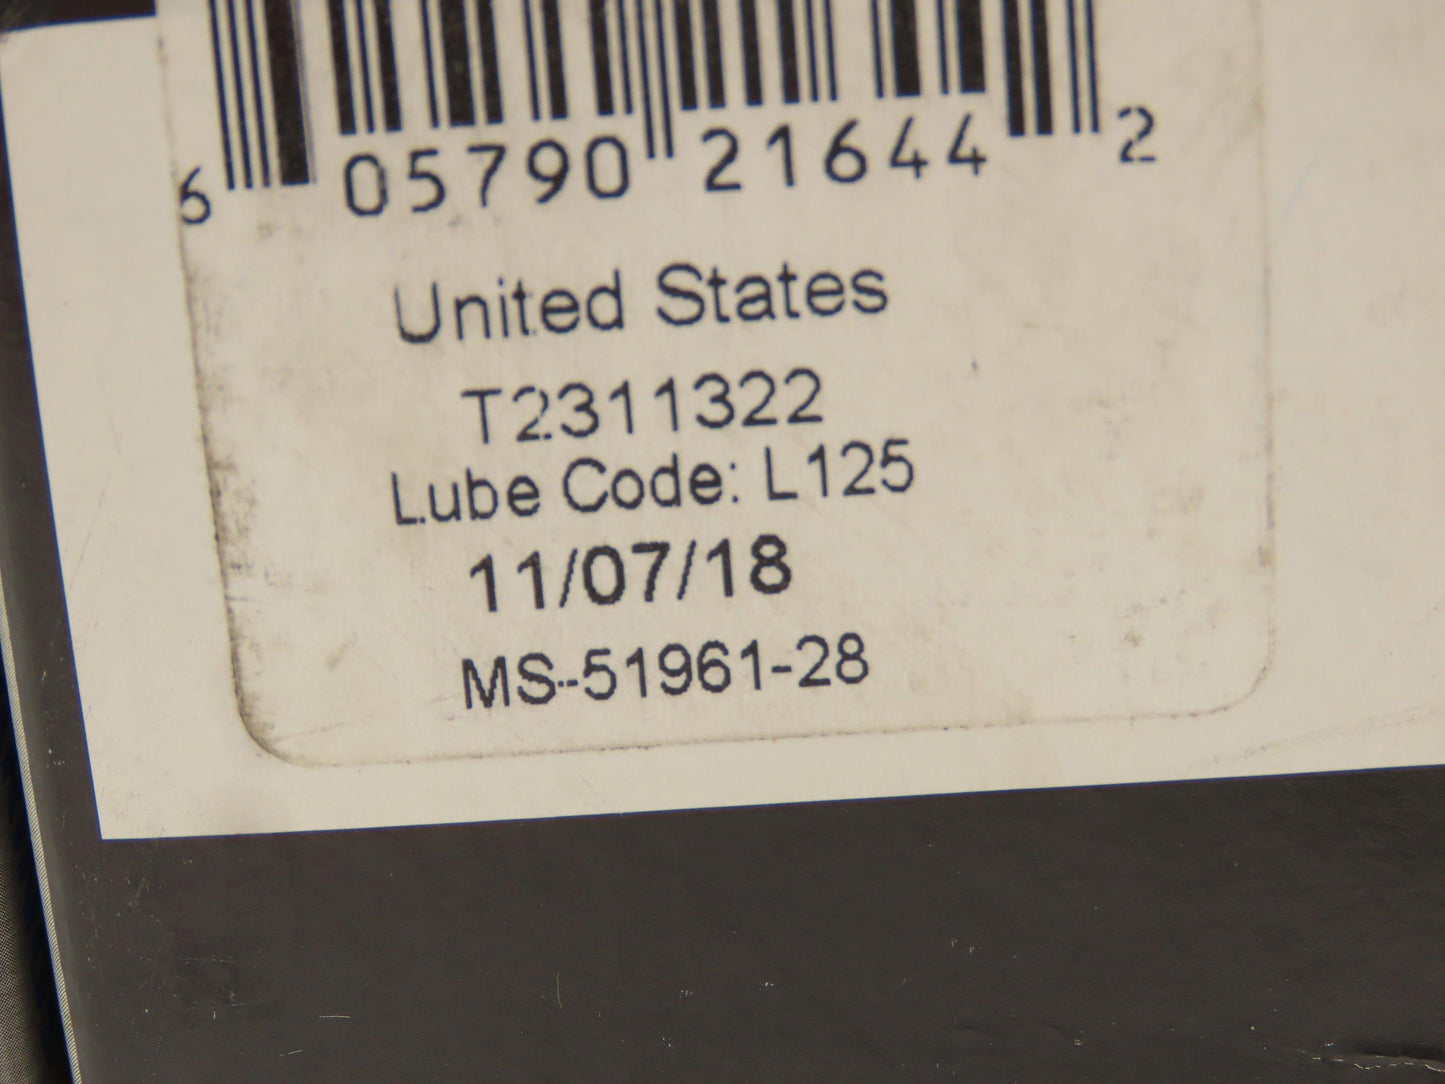 6 05790 21644 2
United States
T2311322
Lube Code: L125
11/07/18
MS-51961-28